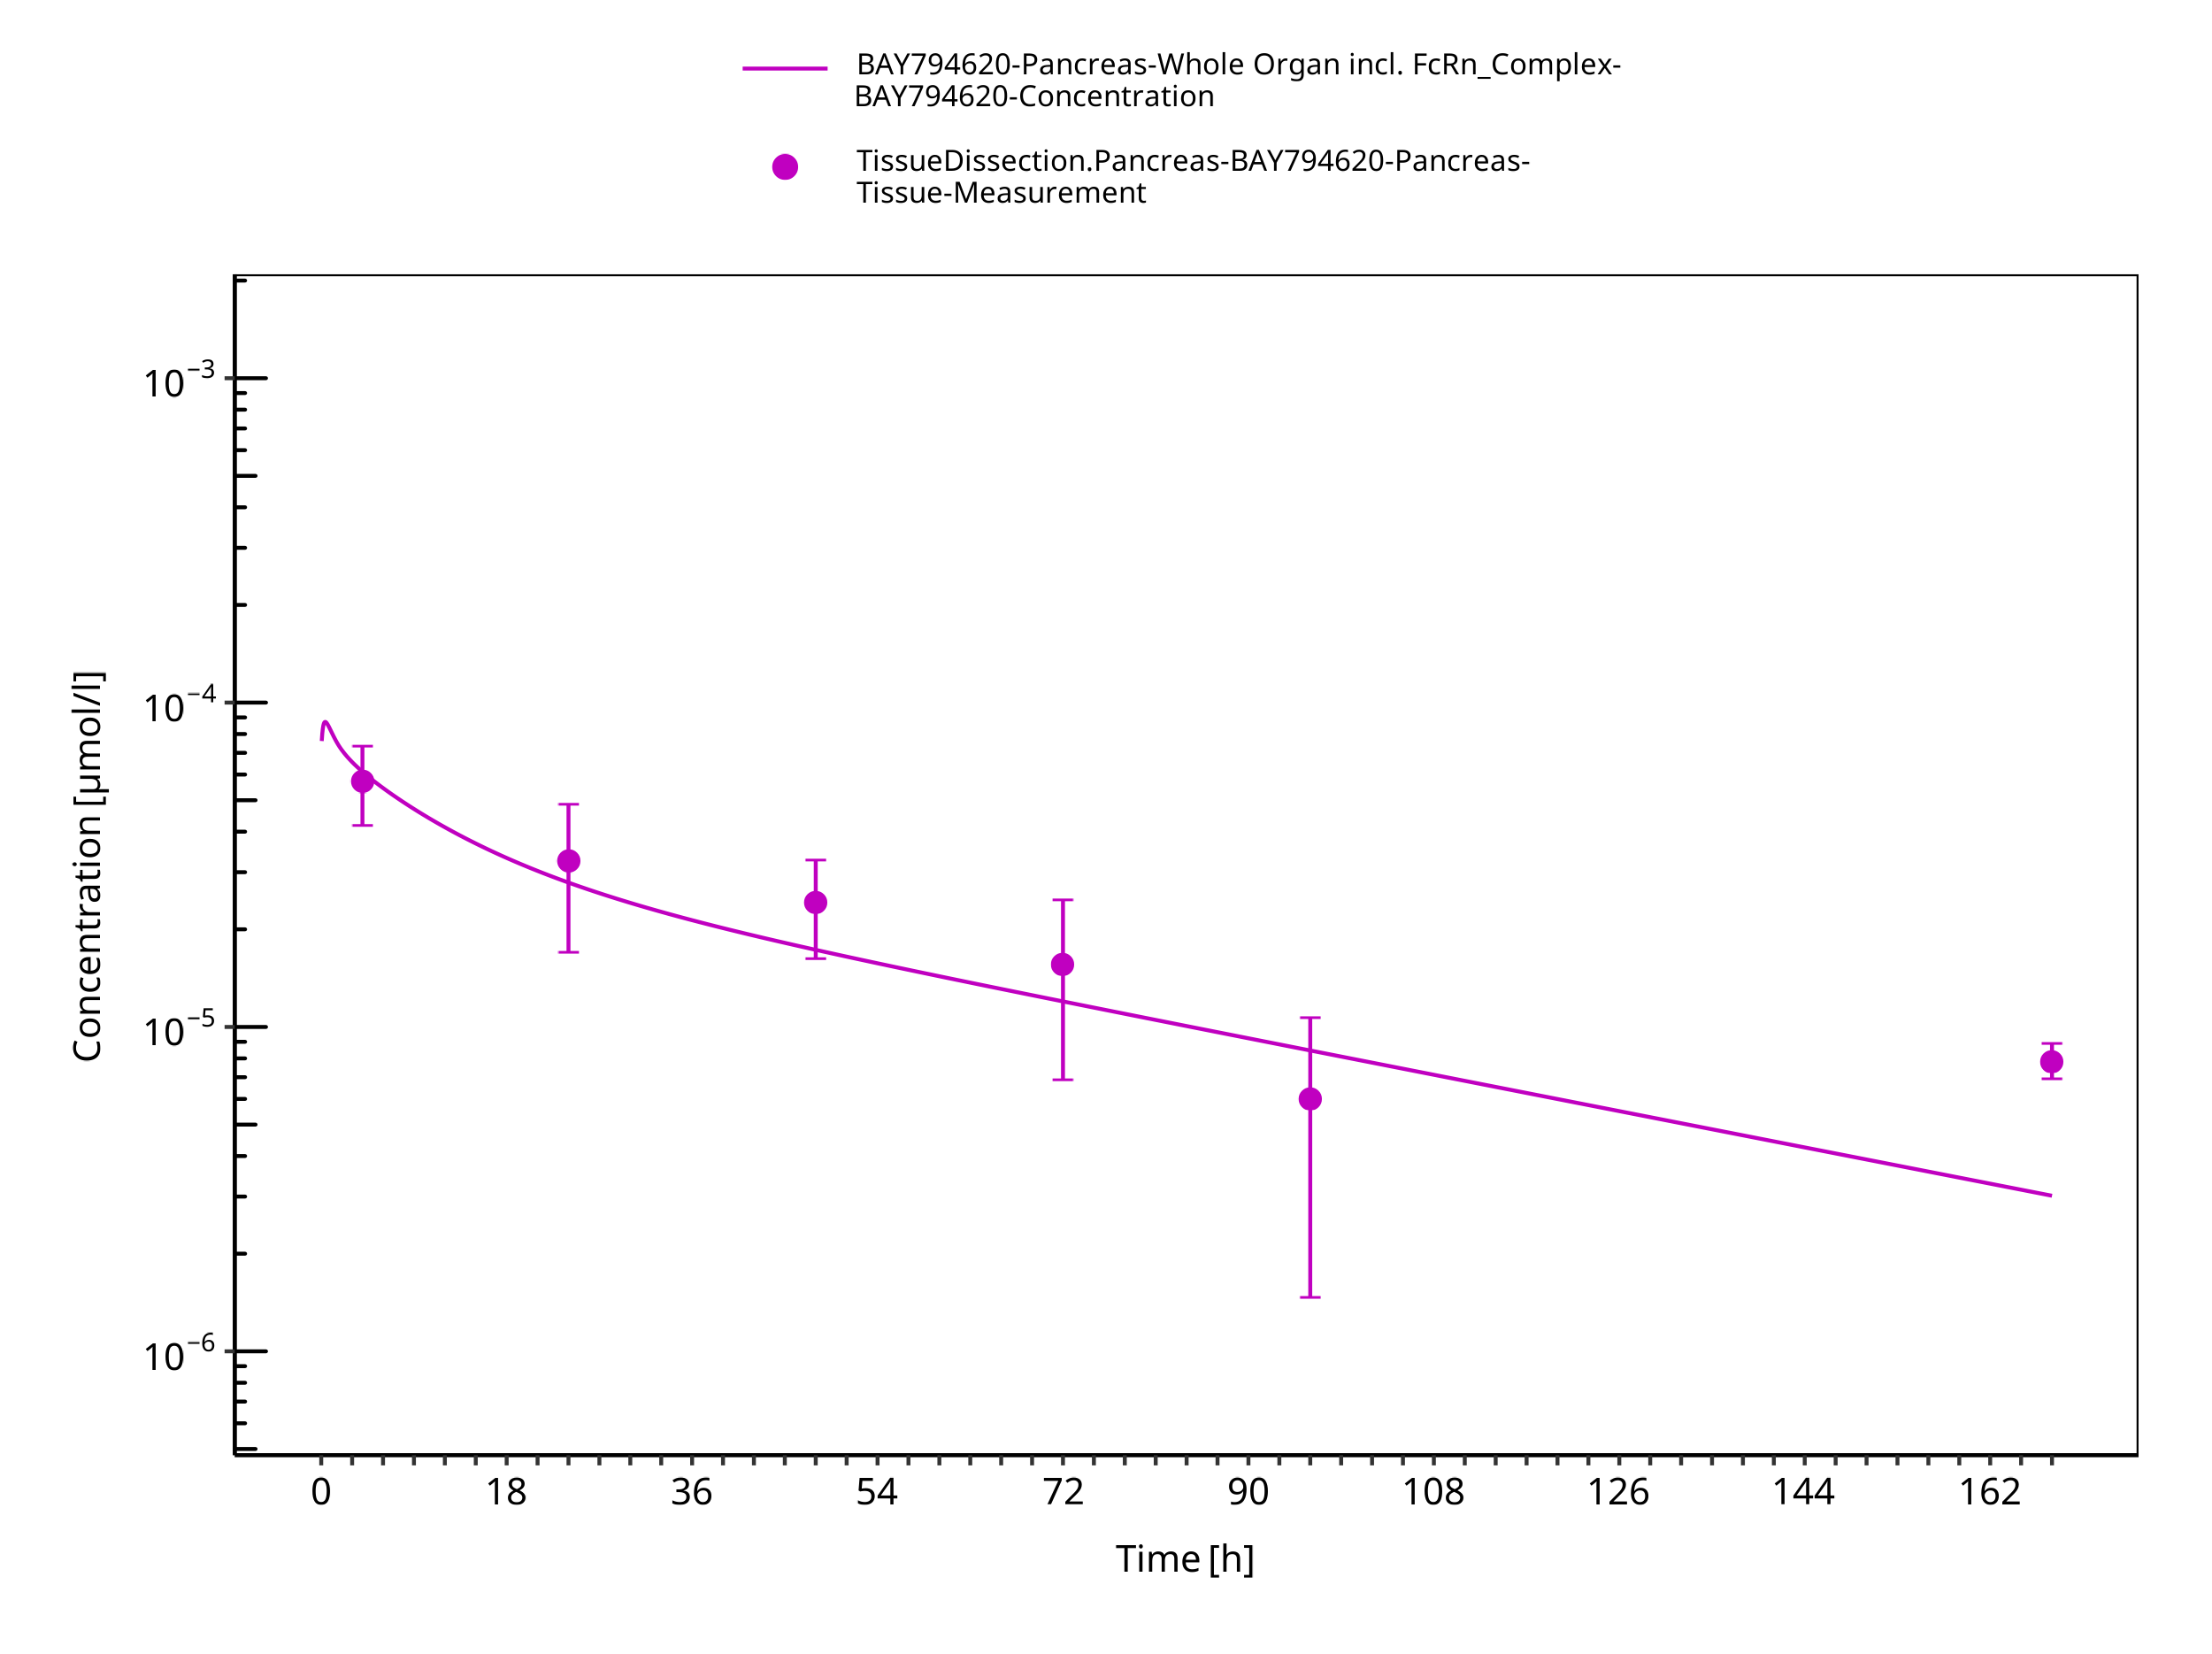 BAY794620-Pancreas-Whole Organ incl. FcRn_Complex-
BAY794620-Concentration
TissueDissection.Pancreas-BAY794620-Pancreas-
Tissue-Measurement
Concentration [µmol/l]
10⁻³
10⁻⁴
10⁻⁵
10⁻⁶
0 18 36 54 72 90 108 126 144 162
Time [h]